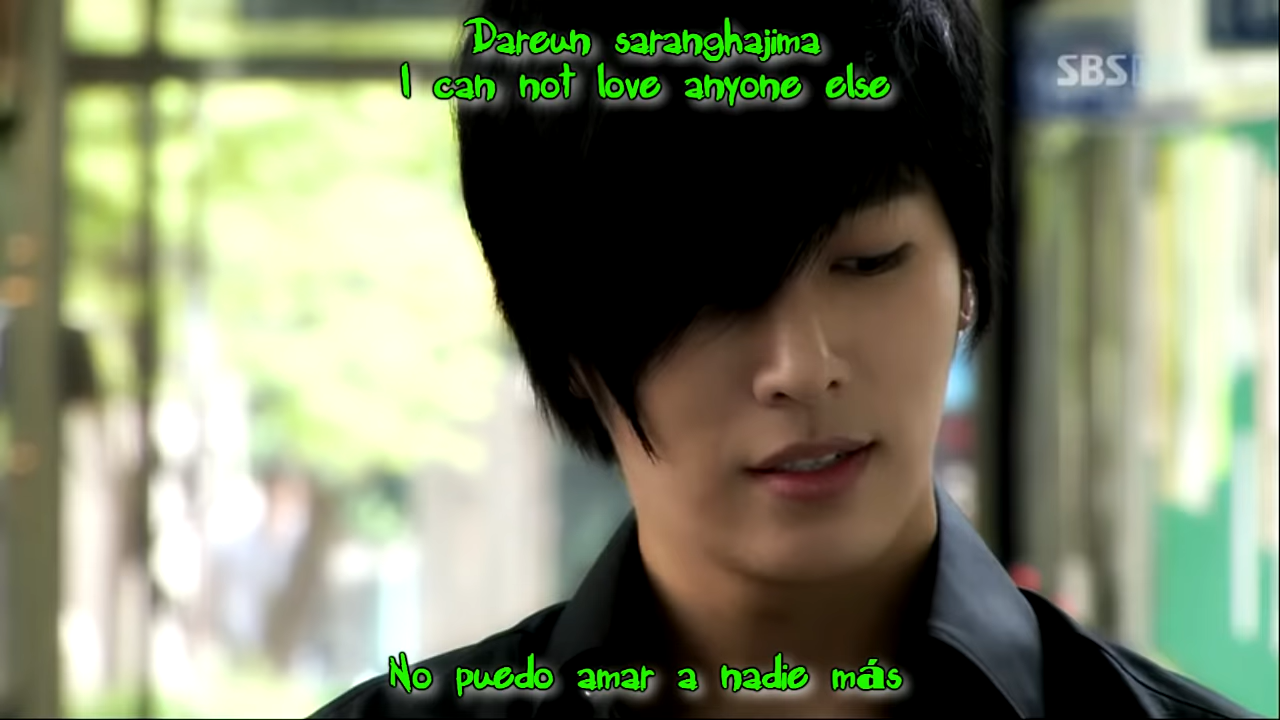 Dareun saranghajima
I can not love anyone else
SBS
No puedo amar a nadie más